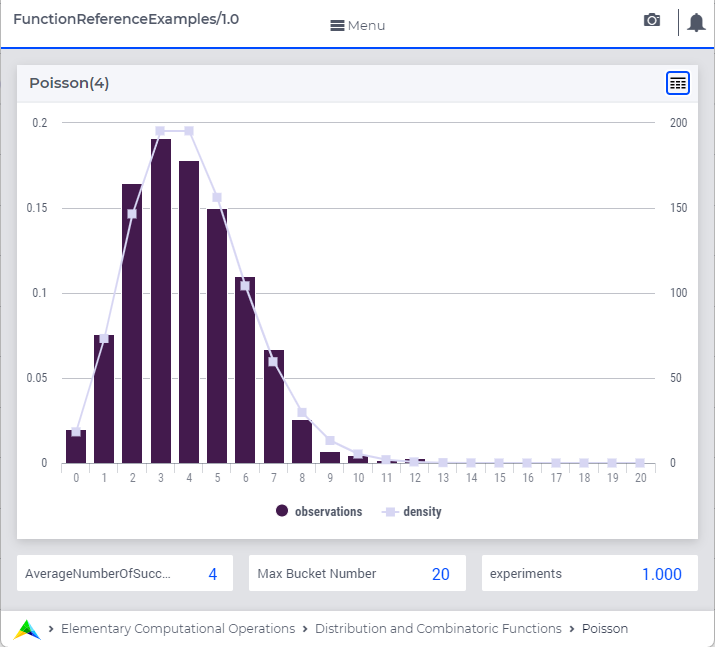 FunctionReferenceExamples/1.0
Menu
Poisson(4)
0.2 200
0.15 150
0.1 100
0.05 50
0 0
0 1 2 3 4 5 6 7 8 9 10 11 12 13 14 15 16 17 18 19 20
observations density
AverageNumberOfSucc... 4 Max Bucket Number 20 experiments 1.000
Elementary Computational Operations Distribution and Combinatoric Functions Poisson